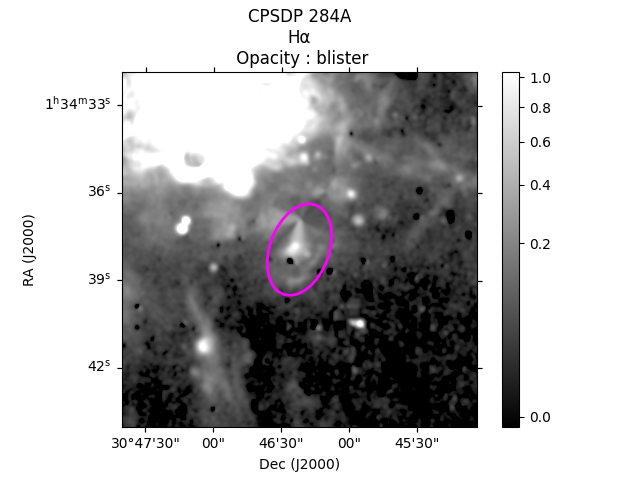 CPSDP 284A
Hα
Opacity : blister
1ʰ34ᵐ33ˢ
36ˢ
39ˢ
42ˢ
RA (J2000)
30°47'30" 00" 46'30" 00" 45'30"
Dec (J2000)
1.0
0.8
0.6
0.4
0.2
0.0